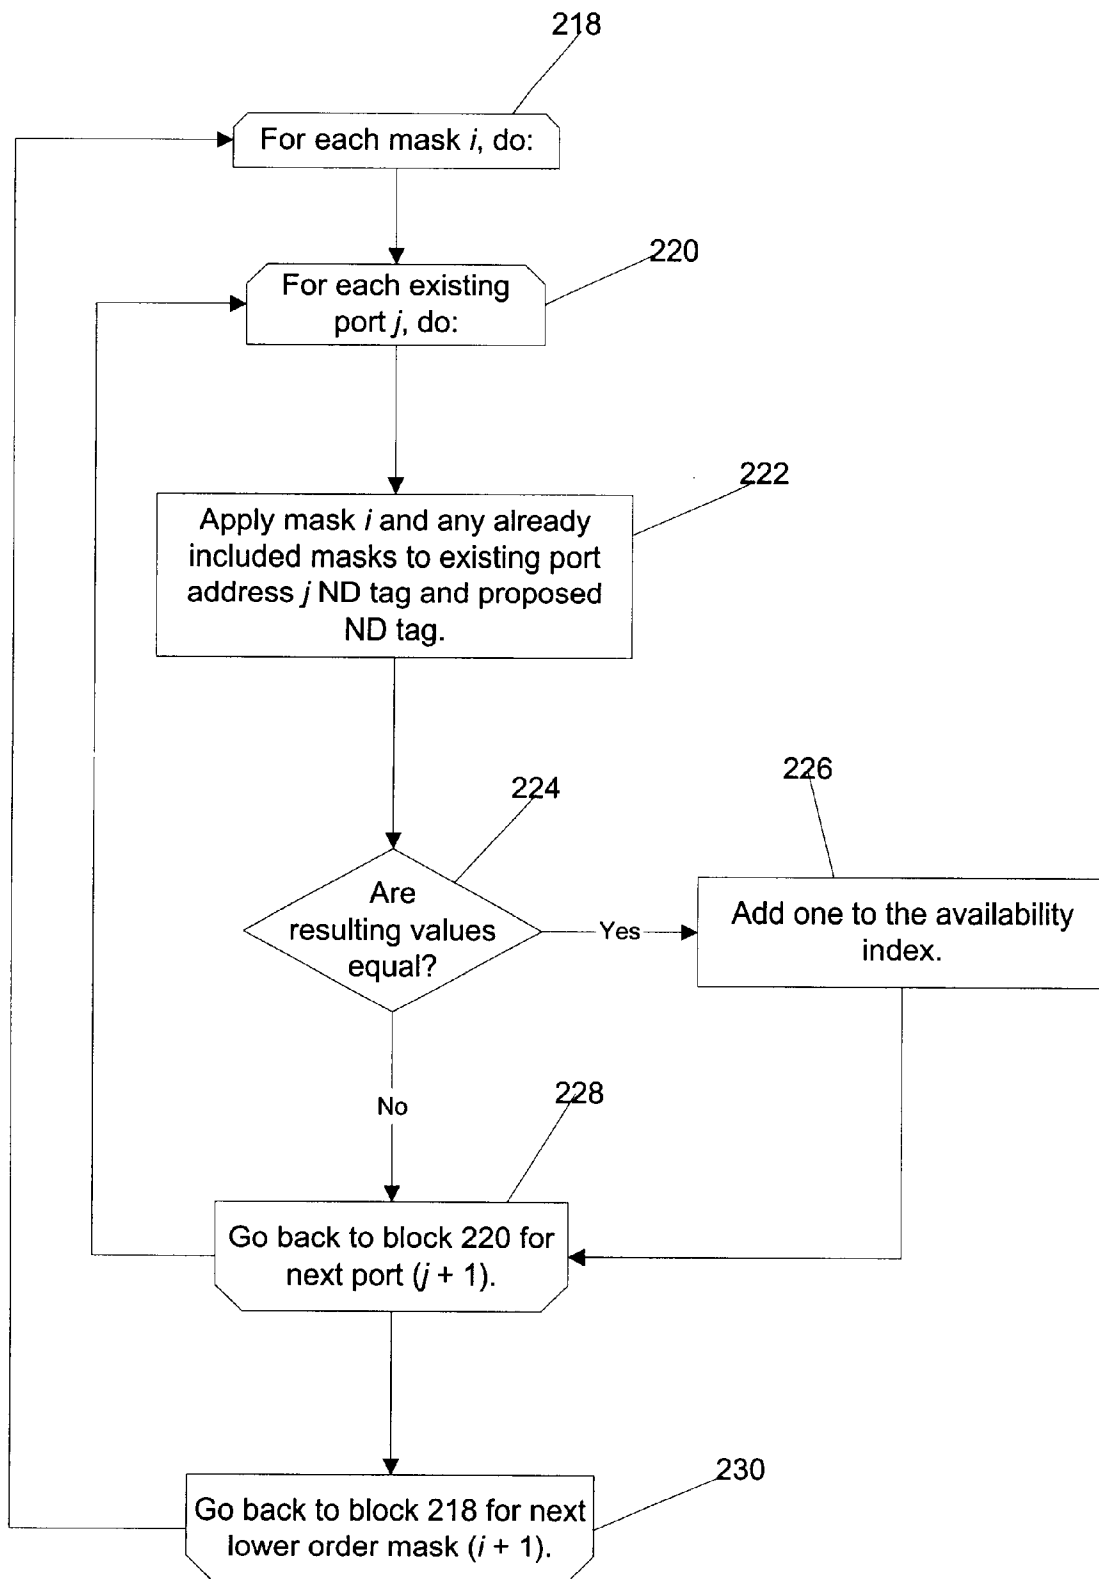 218
For each mask i, do:
220
For each existing
port j, do:
222
Apply mask i and any already
included masks to existing port
address j ND tag and proposed
ND tag.
224
226
Are
resulting values
equal?
Yes
Add one to the availability
index.
No
228
Go back to block 220 for
next port (j + 1).
230
Go back to block 218 for next
lower order mask (i + 1).